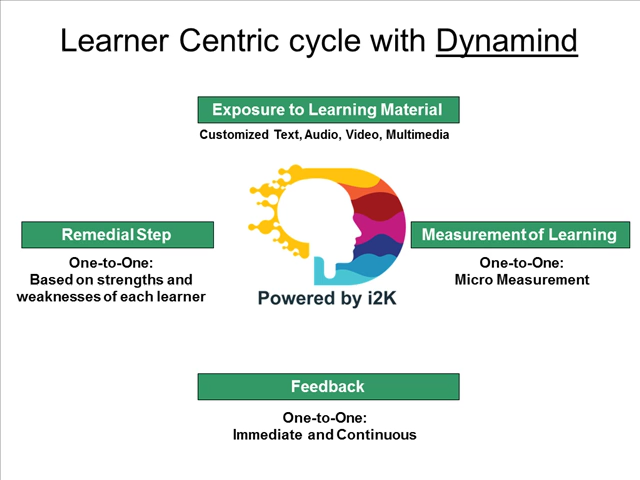 Learner Centric cycle with Dynamind
Exposure to Learning Material
Customized Text, Audio, Video, Multimedia
Remedial Step
One-to-One:
Based on strengths and
weaknesses of each learner
Measurement of Learning
One-to-One:
Micro Measurement
Powered by i2K
Feedback
One-to-One:
Immediate and Continuous